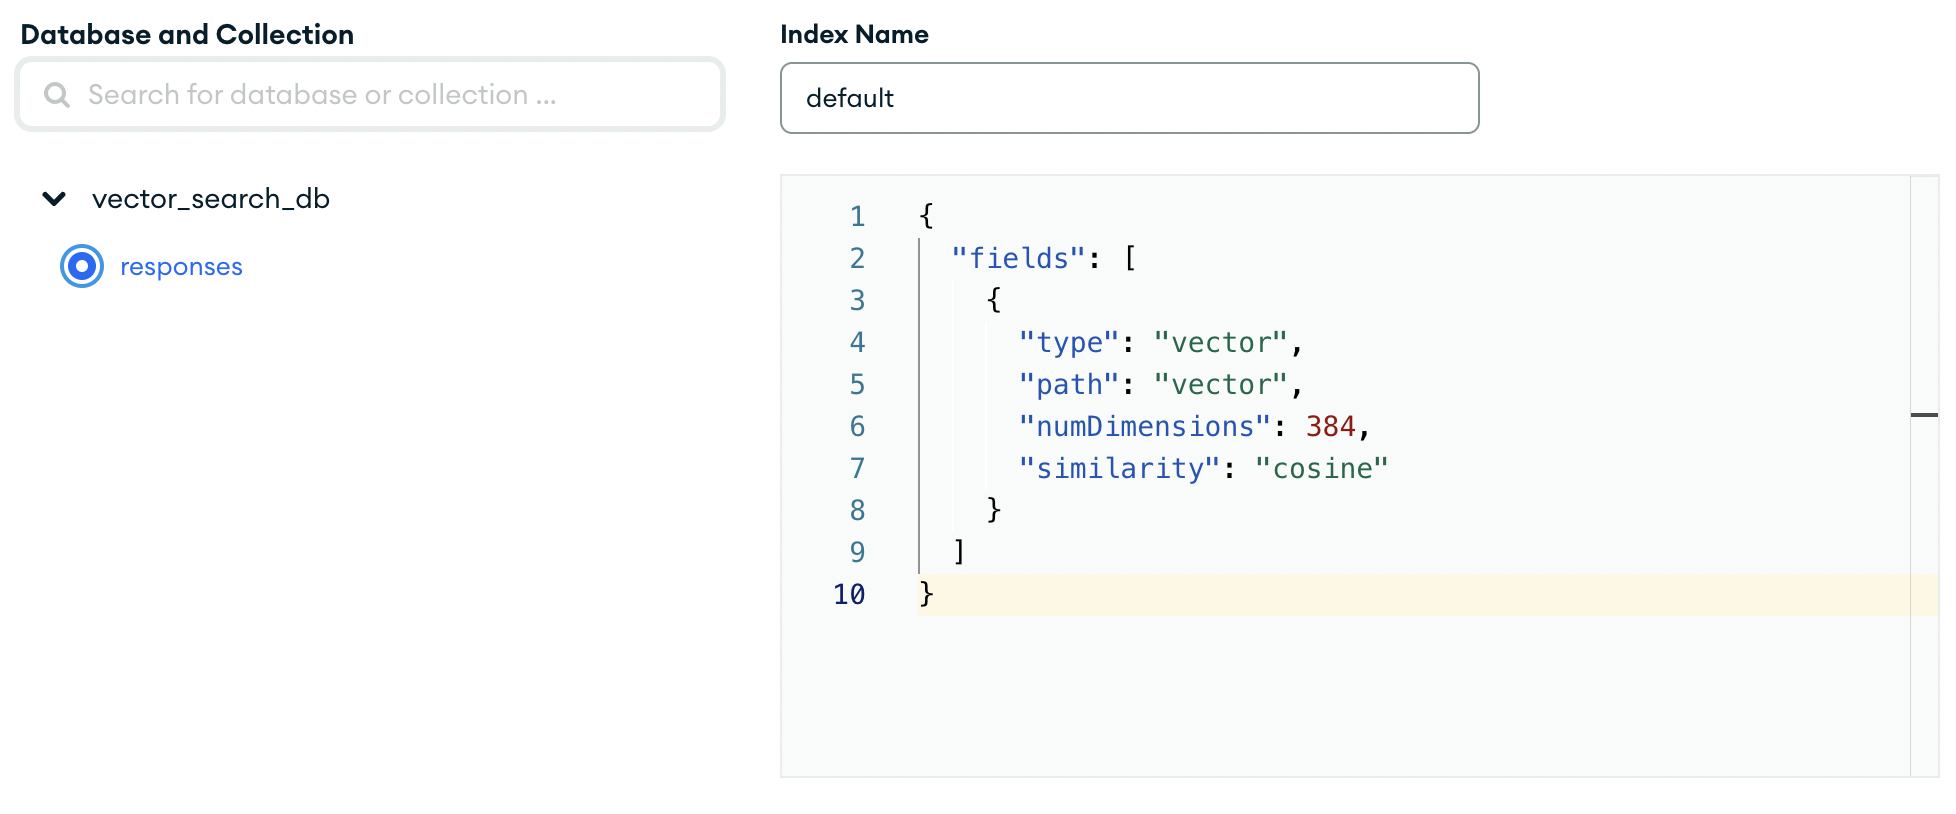 Database and Collection
Search for database or collection ...
vector_search_db
responses
Index Name
default
1 {
2   "fields": [
3     {
4       "type": "vector",
5       "path": "vector",
6       "numDimensions": 384,
7       "similarity": "cosine"
8     }
9   ]
10 }